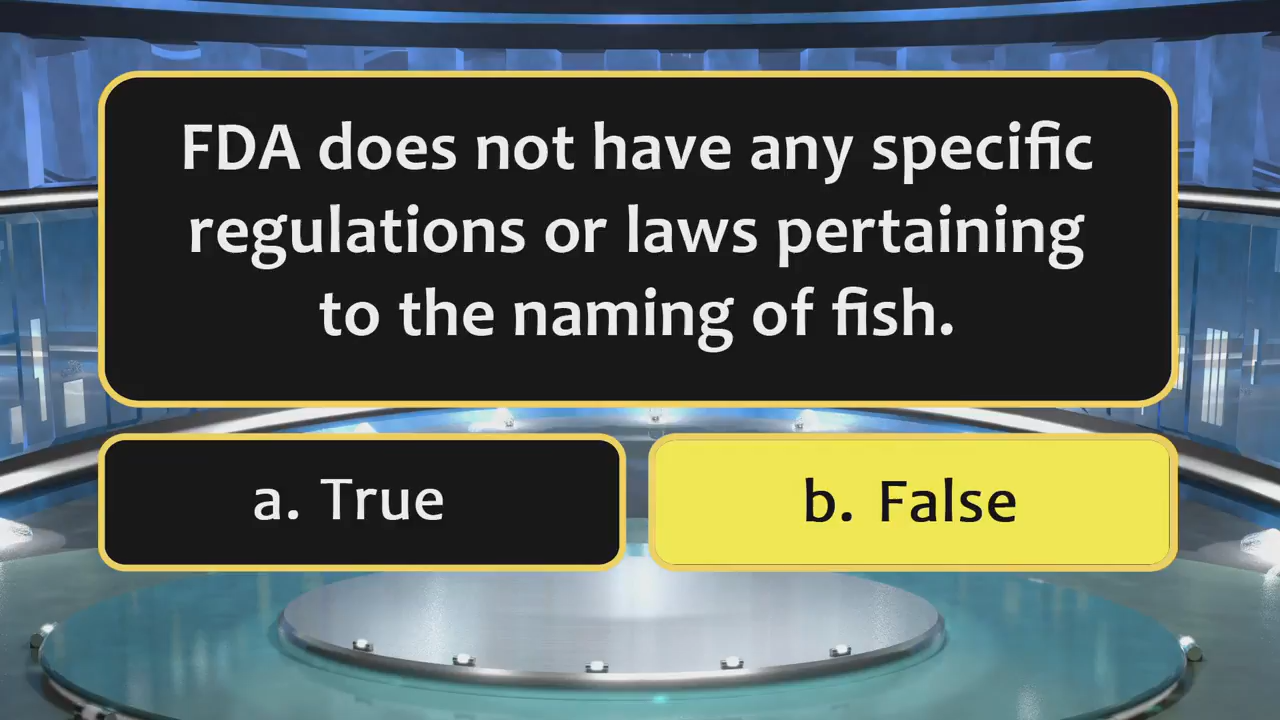 FDA does not have any specific
regulations or laws pertaining
to the naming of fish.
a. True
b. False